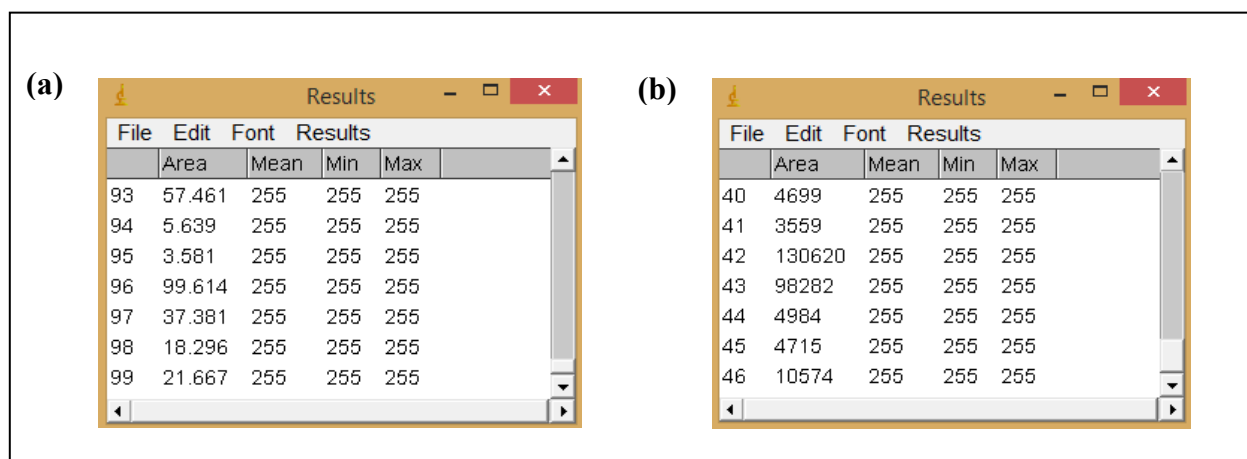 (a)
Results
File Edit Font Results
Area Mean Min Max
93 57.461 255 255 255
94 5.639 255 255 255
95 3.581 255 255 255
96 99.614 255 255 255
97 37.381 255 255 255
98 18.296 255 255 255
99 21.667 255 255 255
(b)
Results
File Edit Font Results
Area Mean Min Max
40 4699 255 255 255
41 3559 255 255 255
42 130620 255 255 255
43 98282 255 255 255
44 4984 255 255 255
45 4715 255 255 255
46 10574 255 255 255